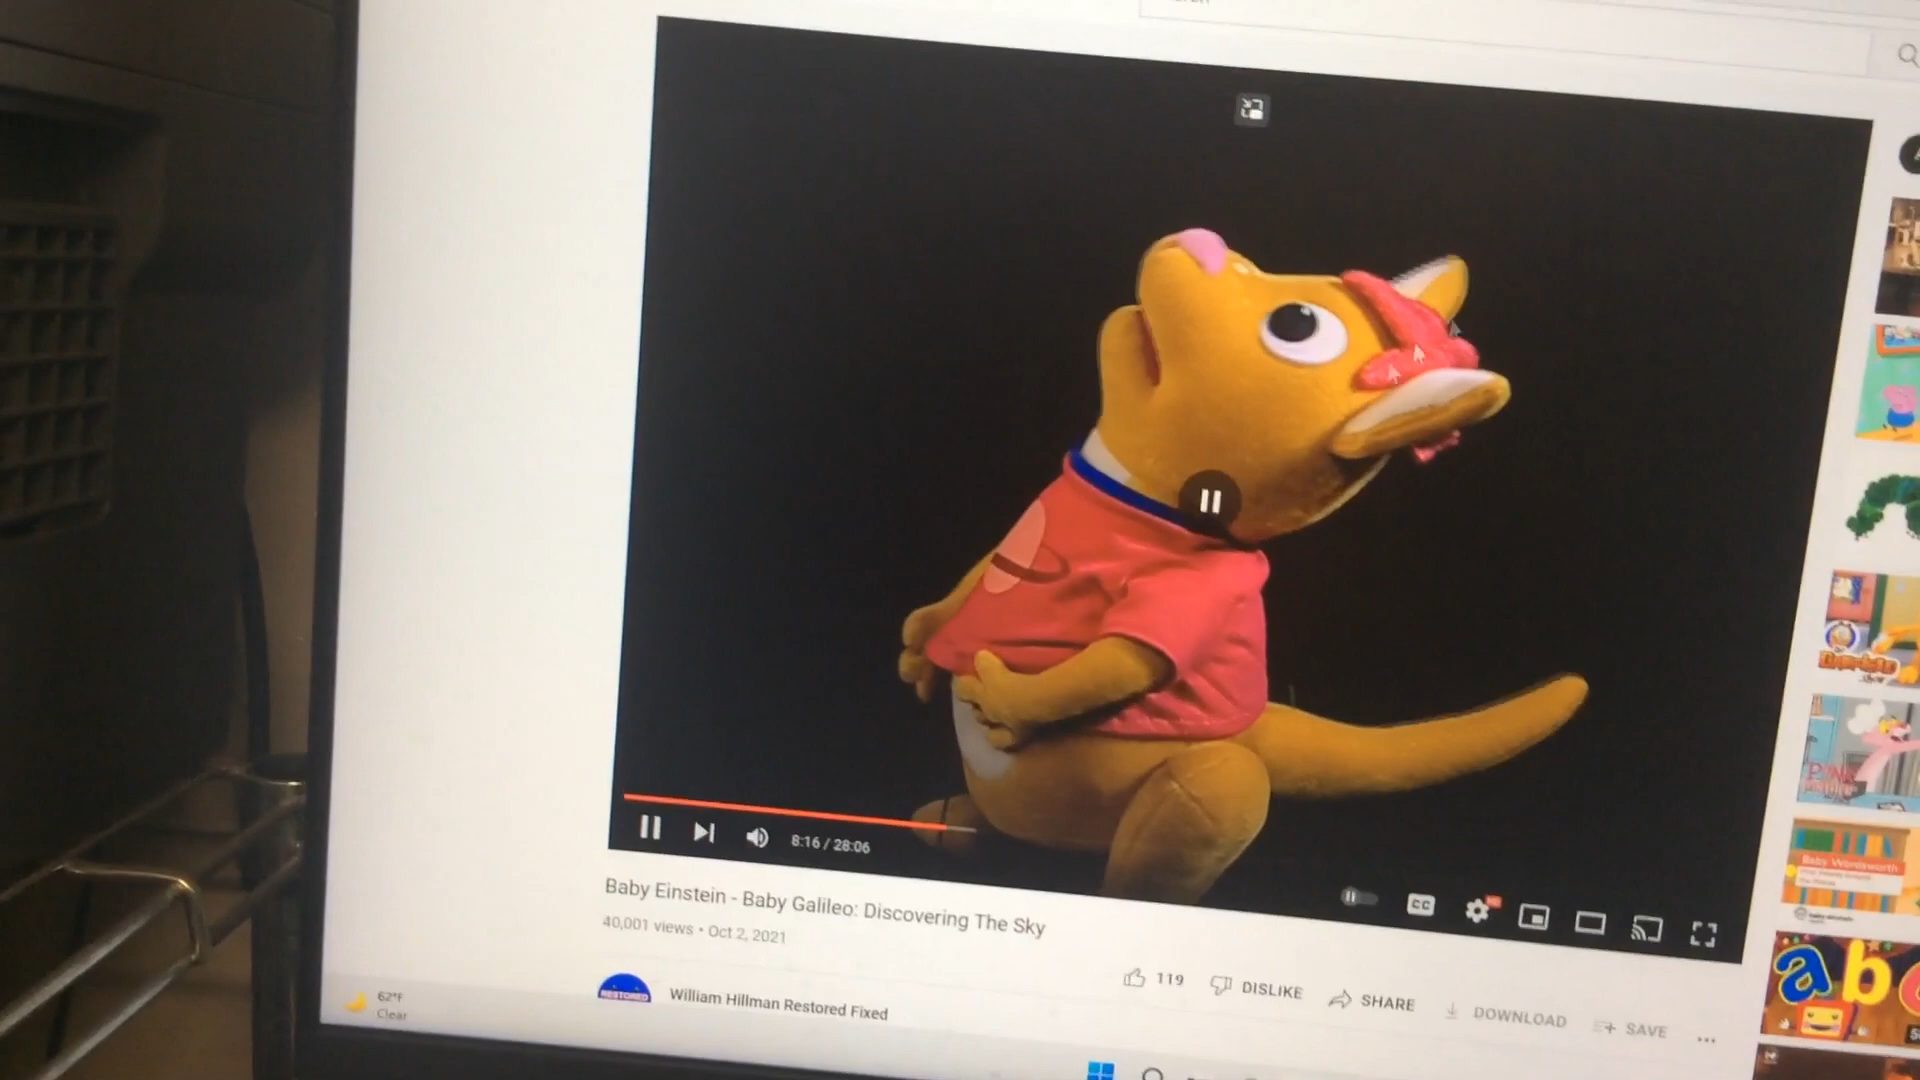 8:16 / 28:06
CC
HD
Baby Einstein - Baby Galileo: Discovering The Sky
40,001 views • Oct 2, 2021
119
DISLIKE
SHARE
DOWNLOAD
SAVE
RESTORED
William Hillman Restored Fixed
62°F
Clear
Baby Wordsworth
a b